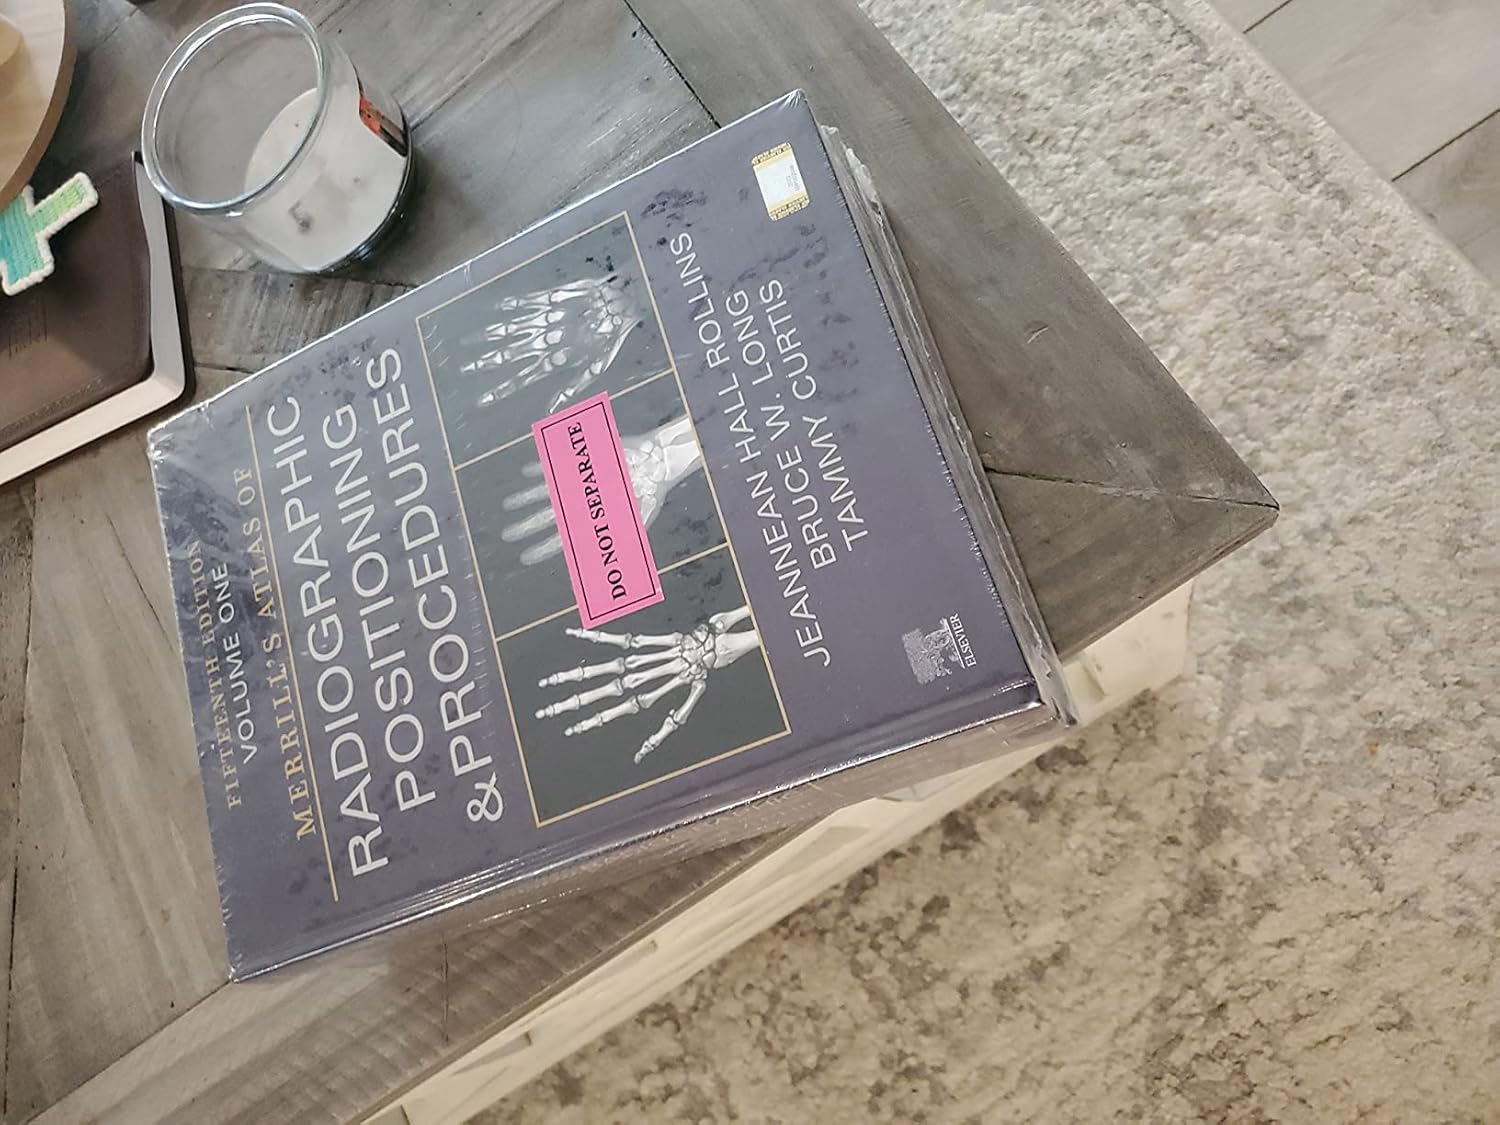 FIFTEENTH EDITION
VOLUME ONE
MERRILL'S ATLAS OF
RADIOGRAPHIC
POSITIONING
& PROCEDURES
DO NOT SEPARATE
JEANNEAN HALL ROLLINS
BRUCE W. LONG
TAMMY CURTIS
ELSEVIER